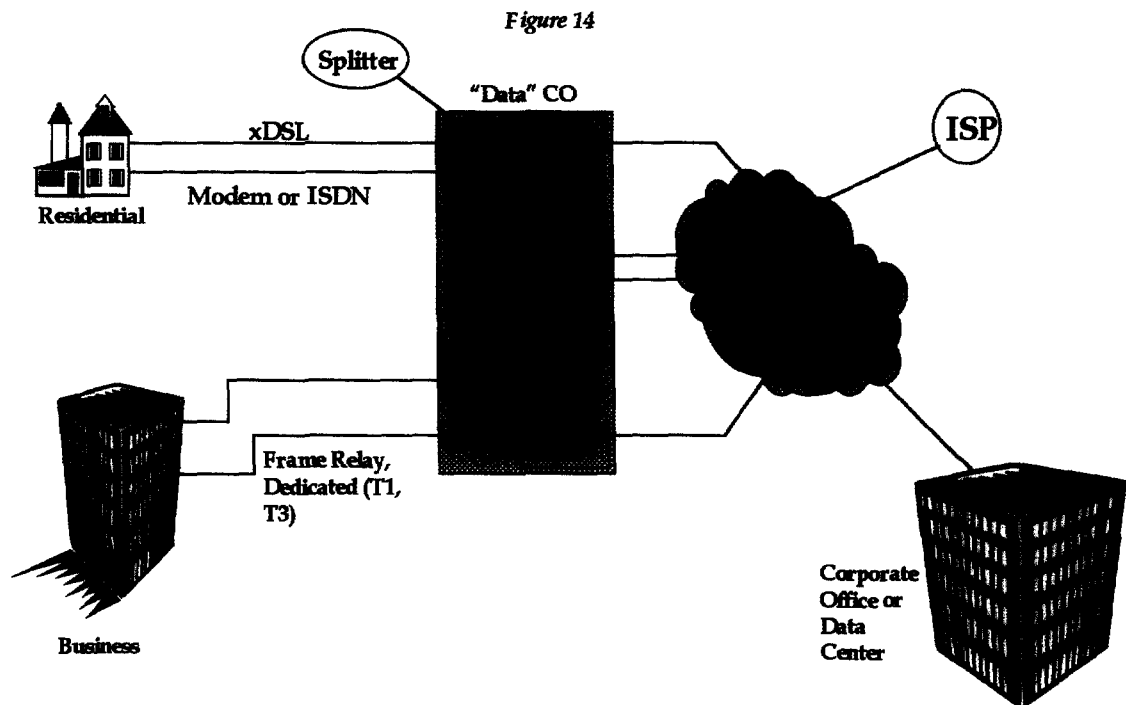 Figure 14
Splitter
"Data" CO
ISP
xDSL
Modem or ISDN
Residential
Frame Relay,
Dedicated (T1,
T3)
Business
Corporate
Office or
Data
Center